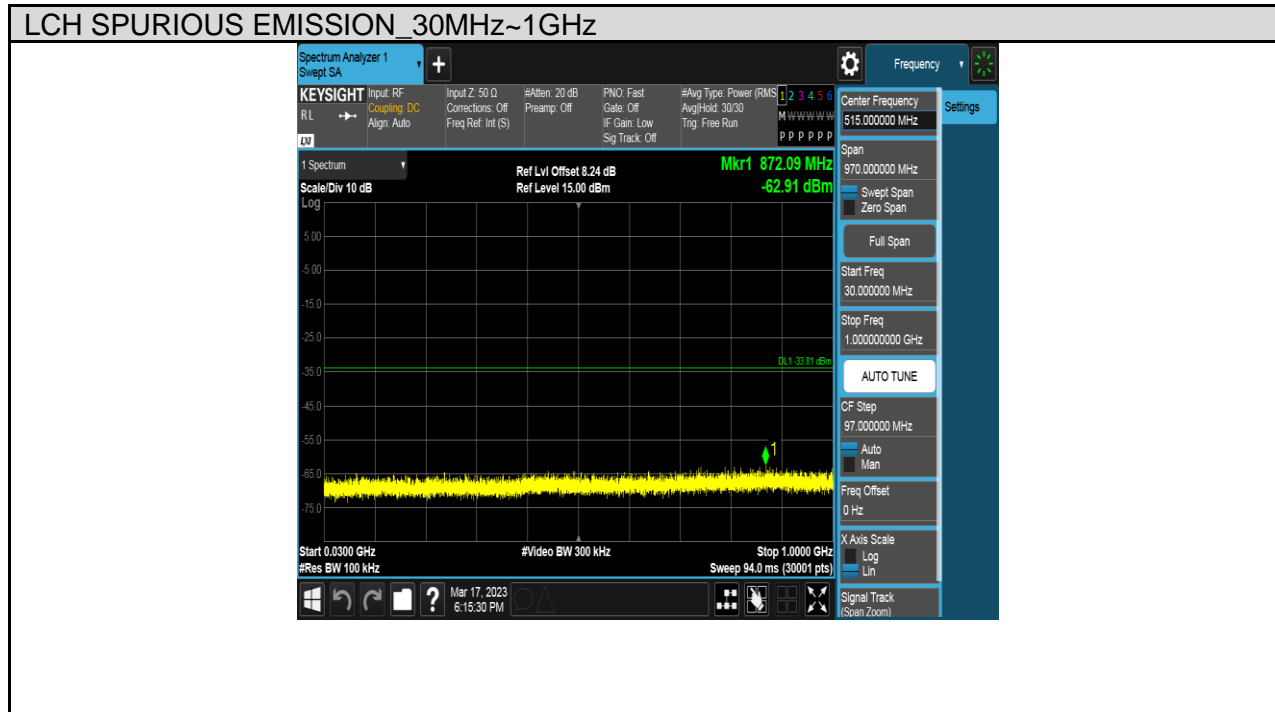 LCH SPURIOUS EMISSION_30MHz~1GHz
Spectrum Analyzer 1
Swept SA
+
Frequency
KEYSIGHT
RL
LXI
Input: RF
Coupling: DC
Align: Auto
Input Z: 50 Ω
Corrections: Off
Freq Ref: Int (S)
#Atten: 20 dB
Preamp: Off
PNO: Fast
Gate: Off
IF Gain: Low
Sig Track: Off
#Avg Type: Power (RMS
Avg|Hold: 30/30
Trig: Free Run
1 2 3 4 5 6
M W W W W W
P P P P P P
Center Frequency
515.000000 MHz
Settings
1 Spectrum
Scale/Div 10 dB
Log
Ref Lvl Offset 8.24 dB
Ref Level 15.00 dBm
Mkr1 872.09 MHz
-62.91 dBm
Span
970.000000 MHz
Swept Span
Zero Span
Full Span
Start Freq
30.000000 MHz
Stop Freq
1.000000000 GHz
AUTO TUNE
CF Step
97.000000 MHz
Auto
Man
Freq Offset
0 Hz
X Axis Scale
Log
Lin
Signal Track
(Span Zoom)
5.00
-5.00
-15.0
-25.0
DL1 -33.81 dBm
-35.0
-45.0
-55.0
1
-65.0
-75.0
Start 0.0300 GHz
#Video BW 300 kHz
Stop 1.0000 GHz
#Res BW 100 kHz
Sweep 94.0 ms (30001 pts)
?
Mar 17, 2023
6:15:30 PM